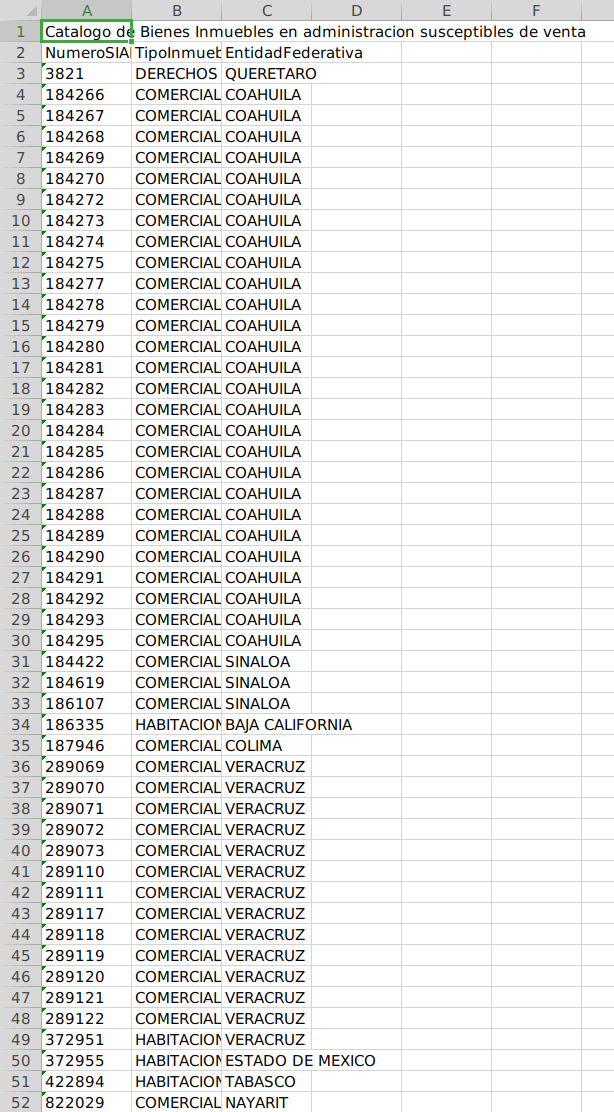 A B C D E F
1 Catalogo de Bienes Inmuebles en administracion susceptibles de venta
2 NumeroSIA TipoInmueb EntidadFederativa
3 3821 DERECHOS QUERETARO
4 184266 COMERCIAL COAHUILA
5 184267 COMERCIAL COAHUILA
6 184268 COMERCIAL COAHUILA
7 184269 COMERCIAL COAHUILA
8 184270 COMERCIAL COAHUILA
9 184272 COMERCIAL COAHUILA
10 184273 COMERCIAL COAHUILA
11 184274 COMERCIAL COAHUILA
12 184275 COMERCIAL COAHUILA
13 184277 COMERCIAL COAHUILA
14 184278 COMERCIAL COAHUILA
15 184279 COMERCIAL COAHUILA
16 184280 COMERCIAL COAHUILA
17 184281 COMERCIAL COAHUILA
18 184282 COMERCIAL COAHUILA
19 184283 COMERCIAL COAHUILA
20 184284 COMERCIAL COAHUILA
21 184285 COMERCIAL COAHUILA
22 184286 COMERCIAL COAHUILA
23 184287 COMERCIAL COAHUILA
24 184288 COMERCIAL COAHUILA
25 184289 COMERCIAL COAHUILA
26 184290 COMERCIAL COAHUILA
27 184291 COMERCIAL COAHUILA
28 184292 COMERCIAL COAHUILA
29 184293 COMERCIAL COAHUILA
30 184295 COMERCIAL COAHUILA
31 184422 COMERCIAL SINALOA
32 184619 COMERCIAL SINALOA
33 186107 COMERCIAL SINALOA
34 186335 HABITACION BAJA CALIFORNIA
35 187946 COMERCIAL COLIMA
36 289069 COMERCIAL VERACRUZ
37 289070 COMERCIAL VERACRUZ
38 289071 COMERCIAL VERACRUZ
39 289072 COMERCIAL VERACRUZ
40 289073 COMERCIAL VERACRUZ
41 289110 COMERCIAL VERACRUZ
42 289111 COMERCIAL VERACRUZ
43 289117 COMERCIAL VERACRUZ
44 289118 COMERCIAL VERACRUZ
45 289119 COMERCIAL VERACRUZ
46 289120 COMERCIAL VERACRUZ
47 289121 COMERCIAL VERACRUZ
48 289122 COMERCIAL VERACRUZ
49 372951 HABITACION VERACRUZ
50 372955 HABITACION ESTADO DE MEXICO
51 422894 HABITACION TABASCO
52 822029 COMERCIAL NAYARIT